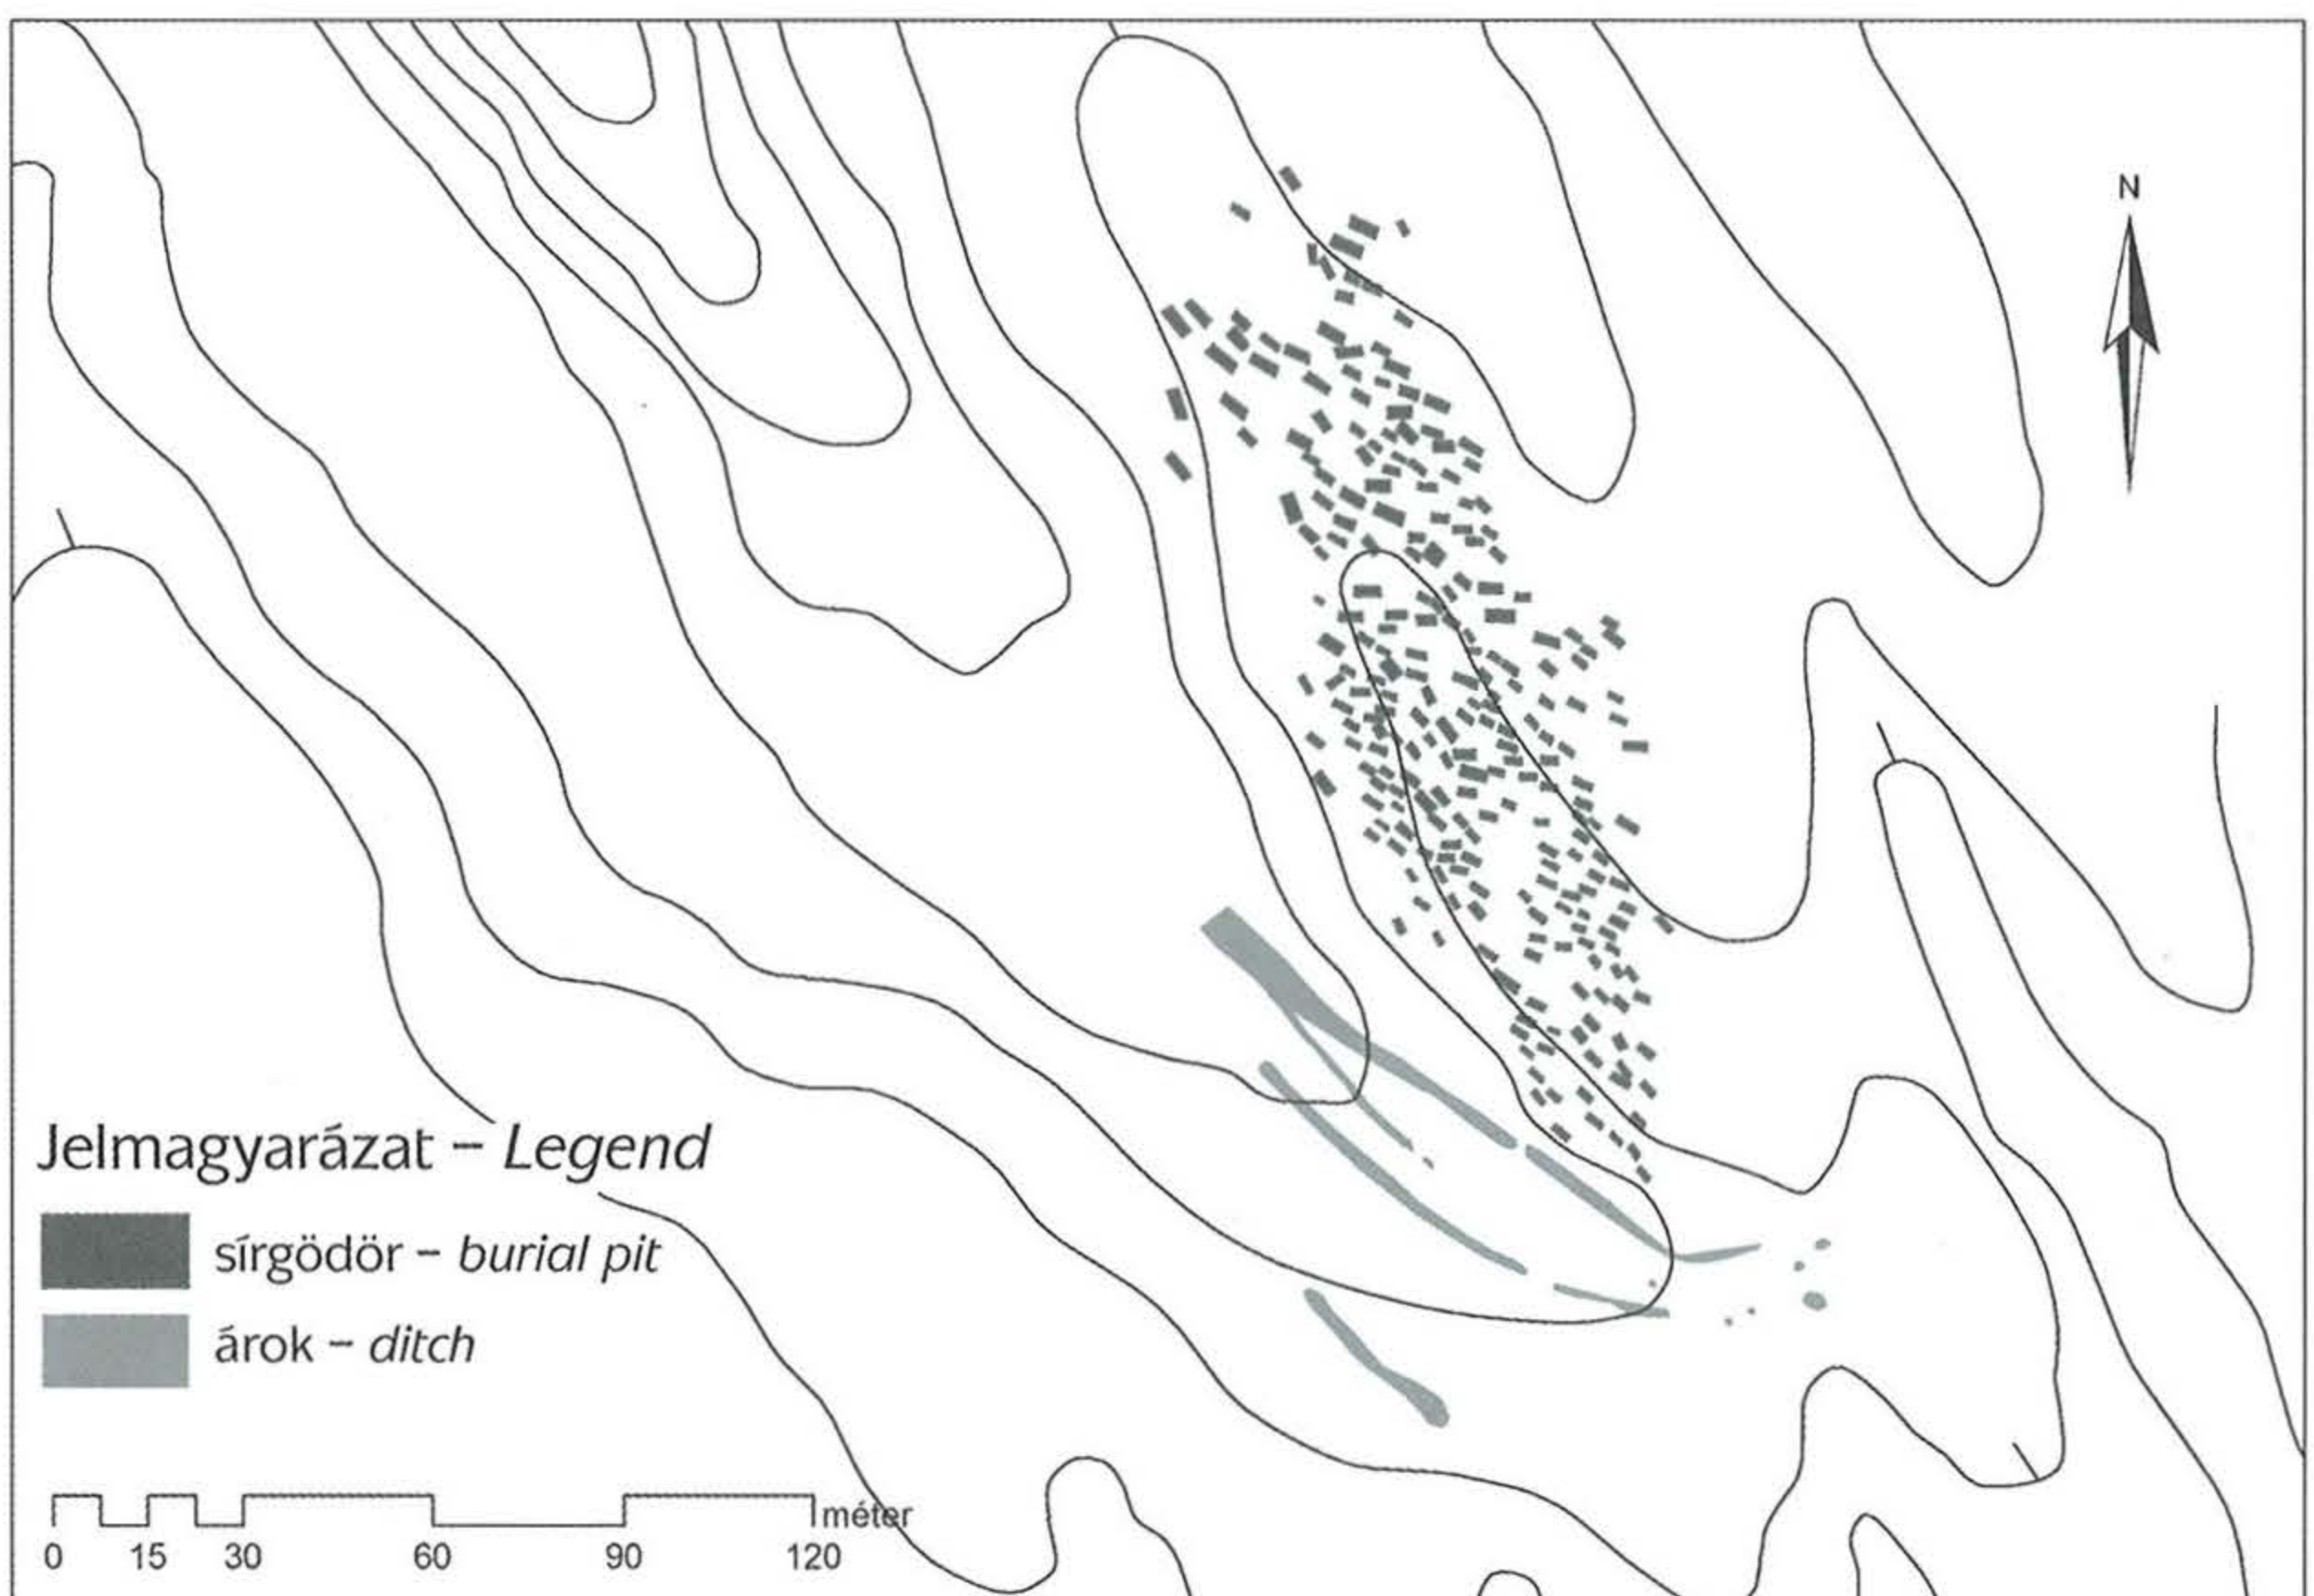 N
Jelmagyarázat – Legend
sírgödör – burial pit
árok – ditch
méter
0 15 30 60 90 120